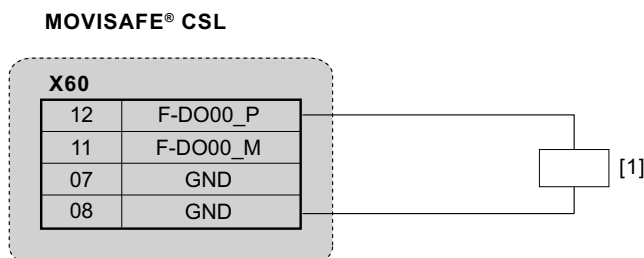 MOVISAFE® CSL
X60
12 F-DO00_P
11 F-DO00_M
[1]
07 GND
08 GND